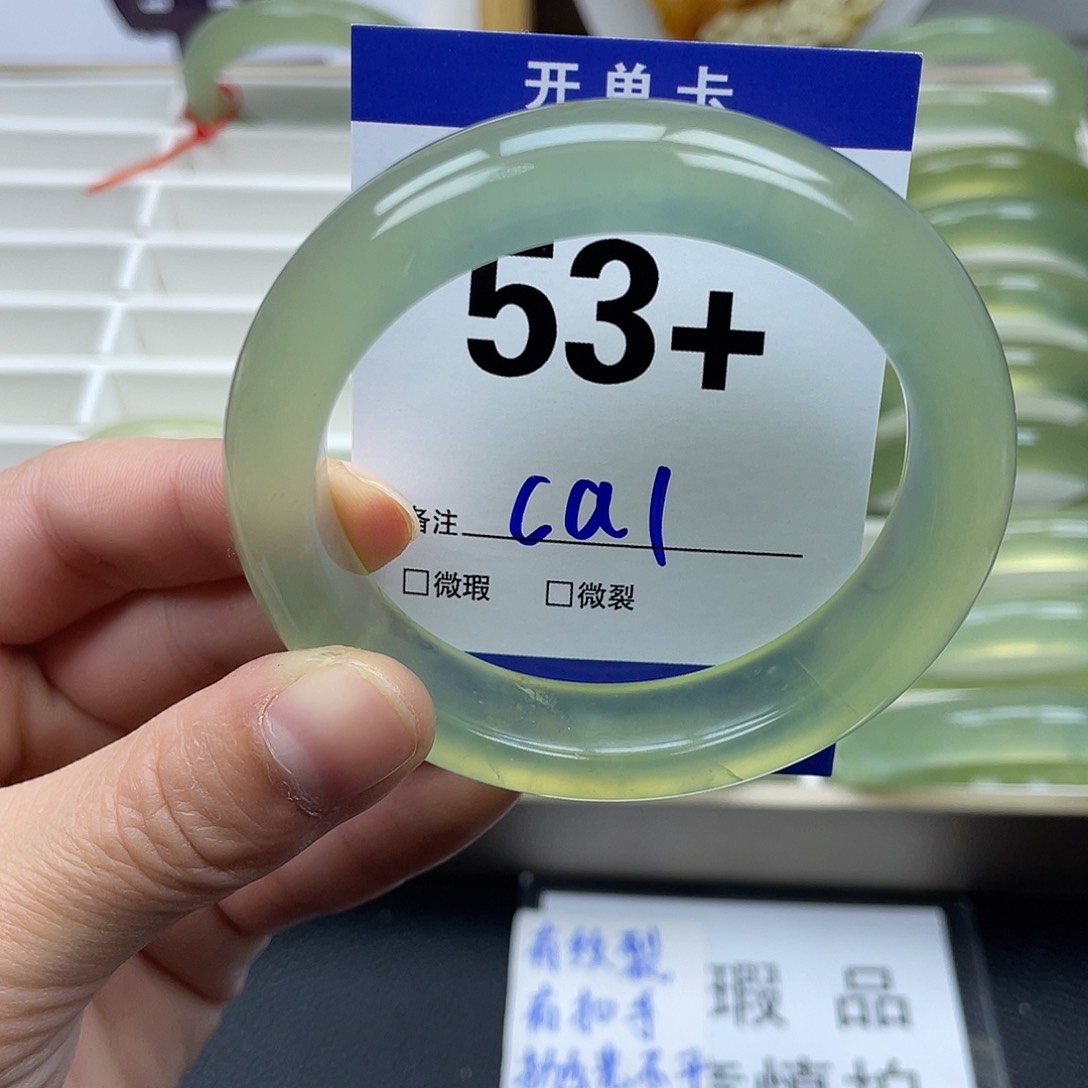 开单卡
53+
备注 cal
□微瑕 □微裂
有纹裂 瑕 品
有扣手